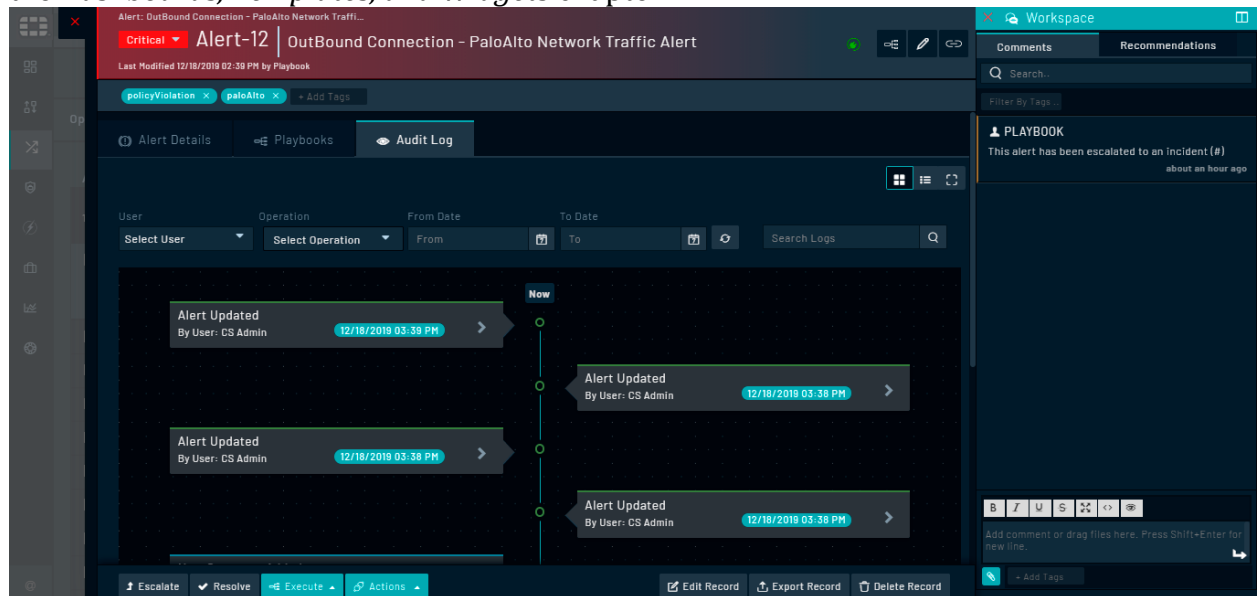 the Dashboards, Templates, and Widgets chapter.
Alert: OutBound Connection - PaloAlto Network Traffi...
Critical Alert-12 OutBound Connection - PaloAlto Network Traffic Alert
Last Modified 12/18/2019 02:39 PM by Playbook
policyViolation × paloAlto × + Add Tags
Alert Details Playbooks Audit Log
User Operation From Date To Date
Select User Select Operation From To Search Logs
Now
Alert Updated
By User: CS Admin 12/18/2019 03:39 PM
Alert Updated
By User: CS Admin 12/18/2019 03:38 PM
Alert Updated
By User: CS Admin 12/18/2019 03:38 PM
Alert Updated
By User: CS Admin 12/18/2019 03:38 PM
Escalate Resolve Execute Actions Edit Record Export Record Delete Record
Workspace
Comments Recommendations
Search..
Filter By Tags ..
PLAYBOOK
This alert has been escalated to an incident (#)
about an hour ago
B I U S
Add comment or drag files here. Press Shift+Enter for
new line.
+ Add Tags